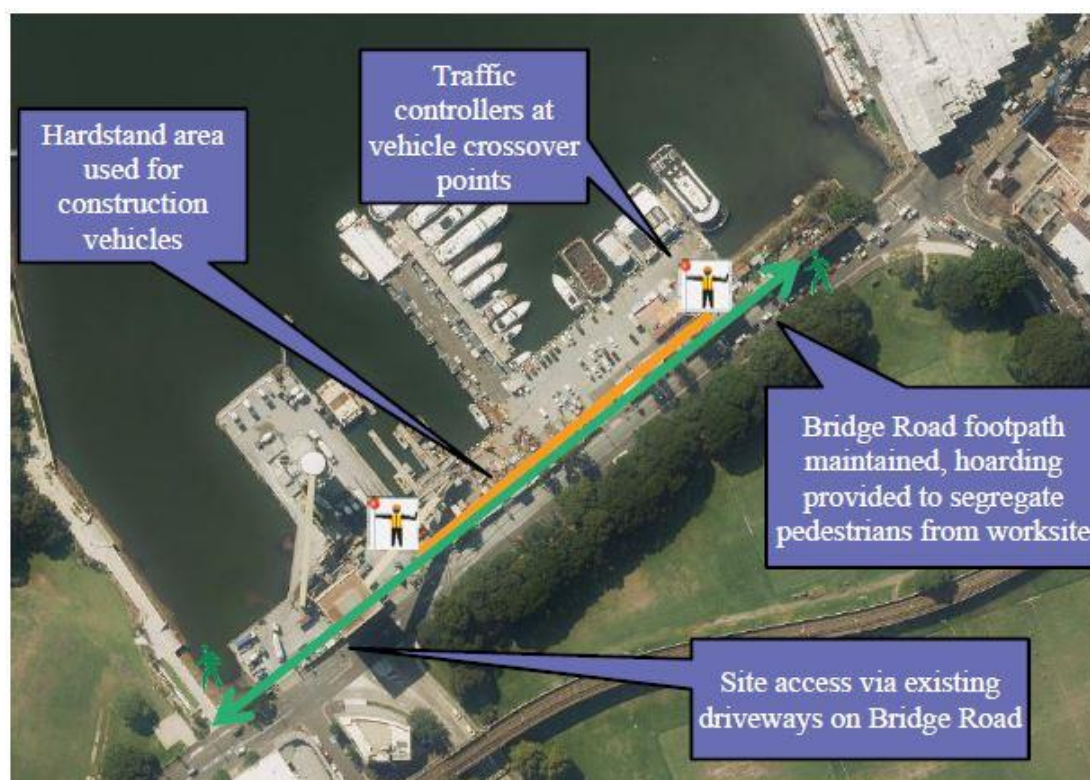 Traffic
controllers at
vehicle crossover
points
Hardstand area
used for
construction
vehicles
Bridge Road footpath
maintained, hoarding
provided to segregate
pedestrians from worksite
Site access via existing
driveways on Bridge Road